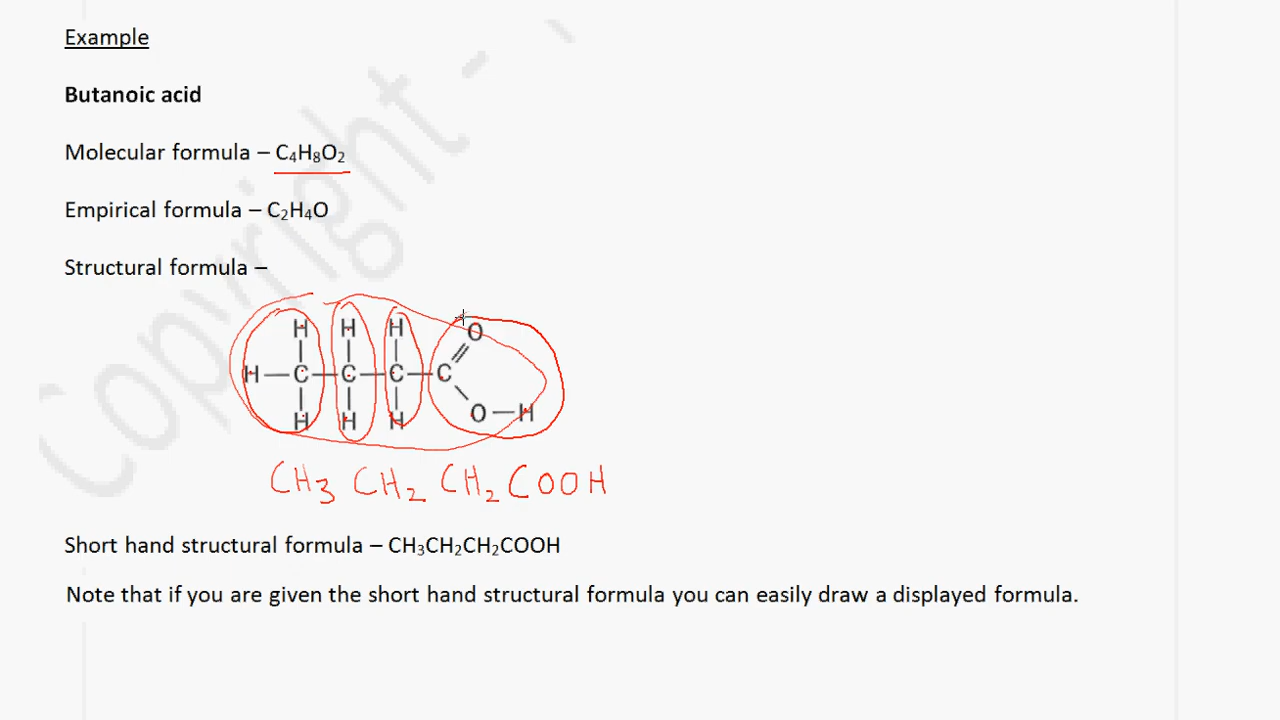 Example
Butanoic acid
Molecular formula – C₄H₈O₂
Empirical formula – C₂H₄O
Structural formula –
H H H O
H — C — C — C — C
H H H O — H
CH₃ CH₂ CH₂ COOH
Short hand structural formula – CH₃CH₂CH₂COOH
Note that if you are given the short hand structural formula you can easily draw a displayed formula.
Copyright -